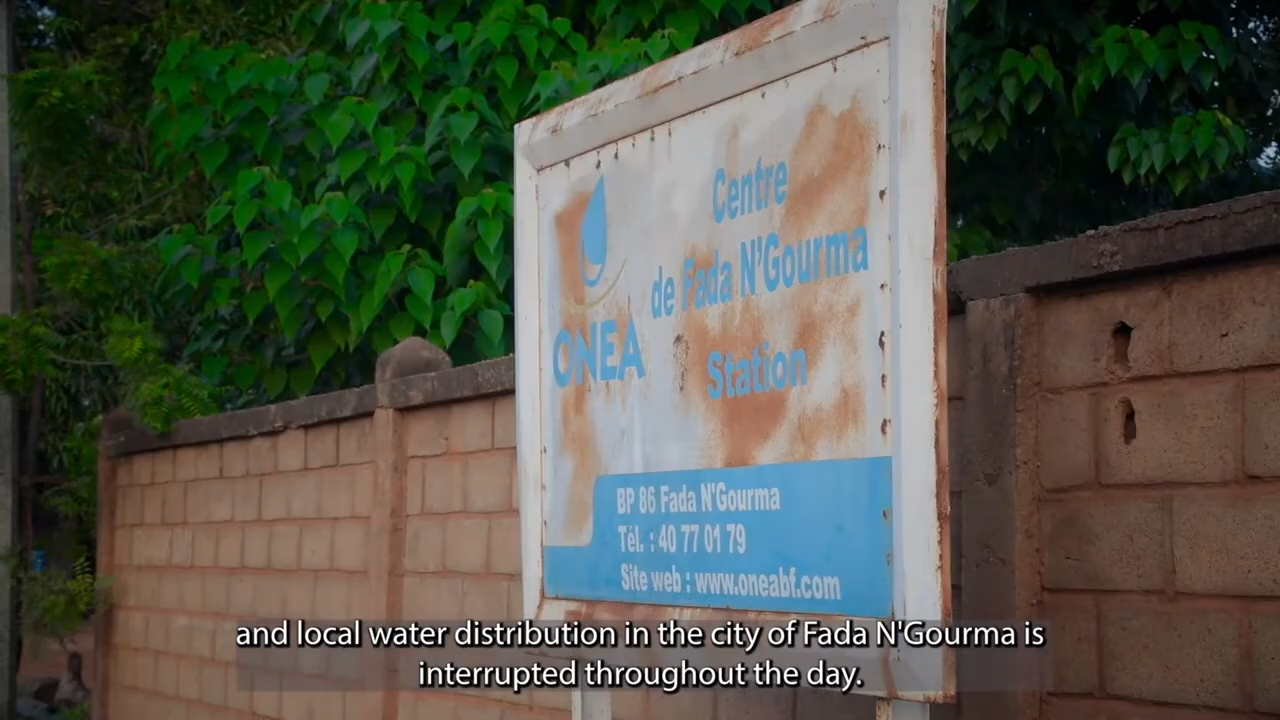 Centre
de Fada N'Gourma
Station
ONEA
BP 86 Fada N'Gourma
Tél. : 40 77 01 79
Site web : www.oneabf.com
and local water distribution in the city of Fada N'Gourma is
interrupted throughout the day.